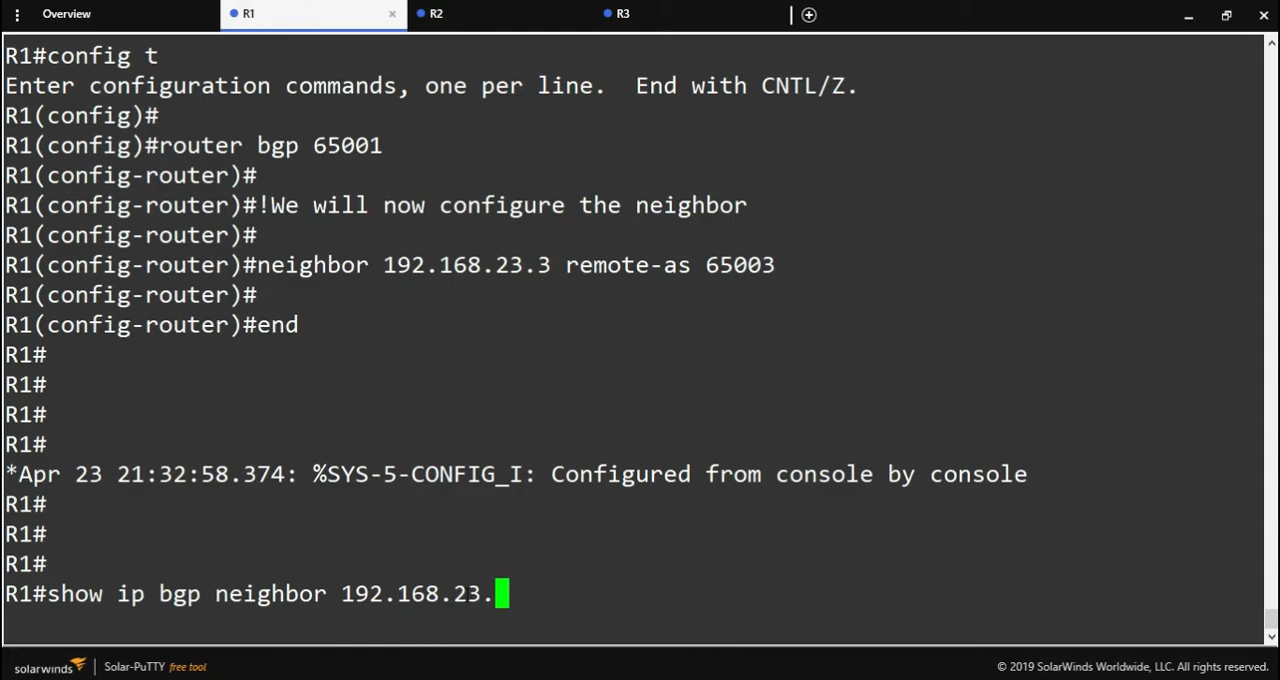 Overview R1 × R2 R3
R1#config t
Enter configuration commands, one per line. End with CNTL/Z.
R1(config)#
R1(config)#router bgp 65001
R1(config-router)#
R1(config-router)#!We will now configure the neighbor
R1(config-router)#
R1(config-router)#neighbor 192.168.23.3 remote-as 65003
R1(config-router)#
R1(config-router)#end
R1#
R1#
R1#
R1#
*Apr 23 21:32:58.374: %SYS-5-CONFIG_I: Configured from console by console
R1#
R1#
R1#
R1#show ip bgp neighbor 192.168.23.
solarwinds Solar-PuTTY free tool © 2019 SolarWinds Worldwide, LLC. All rights reserved.